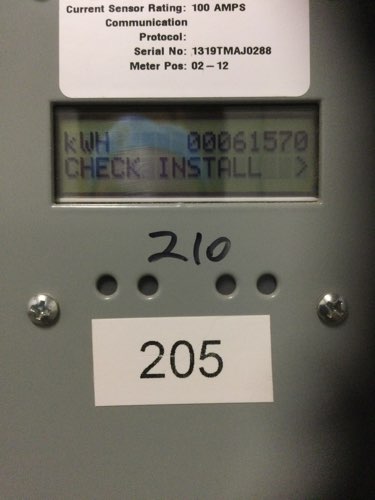 Current Sensor Rating: 100 AMPS
Communication
Protocol:
Serial No: 1319TMAJ0288
Meter Pos: 02 – 12
kWH 00061570
CHECK INSTALL >
210
205